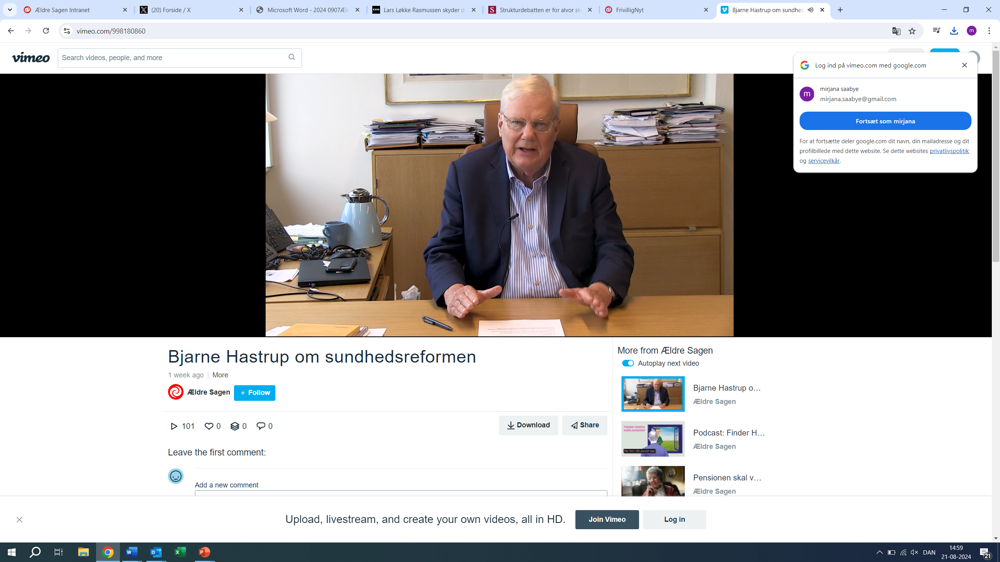 Ældre Sagen Intranet
(20) Forside / X
Microsoft Word - 2024 0907Æld
Lars Løkke Rasmussen skyder d
Strukturdebatten er for alvor sk
FrivilligNyt
Bjarne Hastrup om sundhed
vimeo.com/998180860
m
vimeo
Search videos, people, and more
Log ind på vimeo.com med google.com
m
mirjana saabye
mirjana.saabye@gmail.com
Fortsæt som mirjana
For at fortsætte deler google.com dit navn, din mailadresse og dit
profilbillede med dette website. Se dette websites privatlivspolitik
og servicevilkår.
Bjarne Hastrup om sundhedsreformen
1 week ago | More
Ældre Sagen
+ Follow
101
0
0
0
Download
Share
Leave the first comment:
Add a new comment
More from Ældre Sagen
Autoplay next video
Bjarne Hastrup o…
Ældre Sagen
FINDER HENRIK
KÆRLIGHEDEN?
Hør den i din pocast-app
Podcast: Finder H…
Ældre Sagen
Pensionen skal v…
Ældre Sagen
Upload, livestream, and create your own videos, all in HD.
Join Vimeo
Log in
DAN
14:59
21-08-2024
21